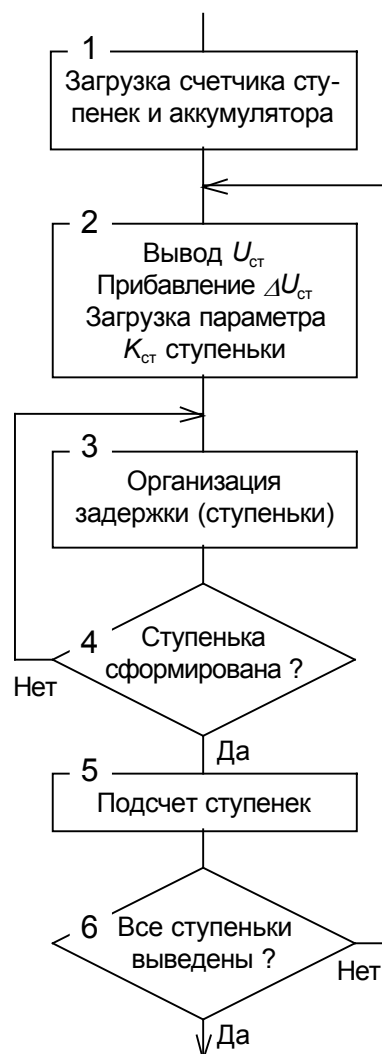 1
Загрузка счетчика сту-
пенек и аккумулятора
2
Вывод Uст
Прибавление ΔUст
Загрузка параметра
Kст ступеньки
3
Организация
задержки (ступеньки)
4
Ступенька
сформирована ?
Нет
Да
5
Подсчет ступенек
6
Все ступеньки
выведены ?
Нет
Да